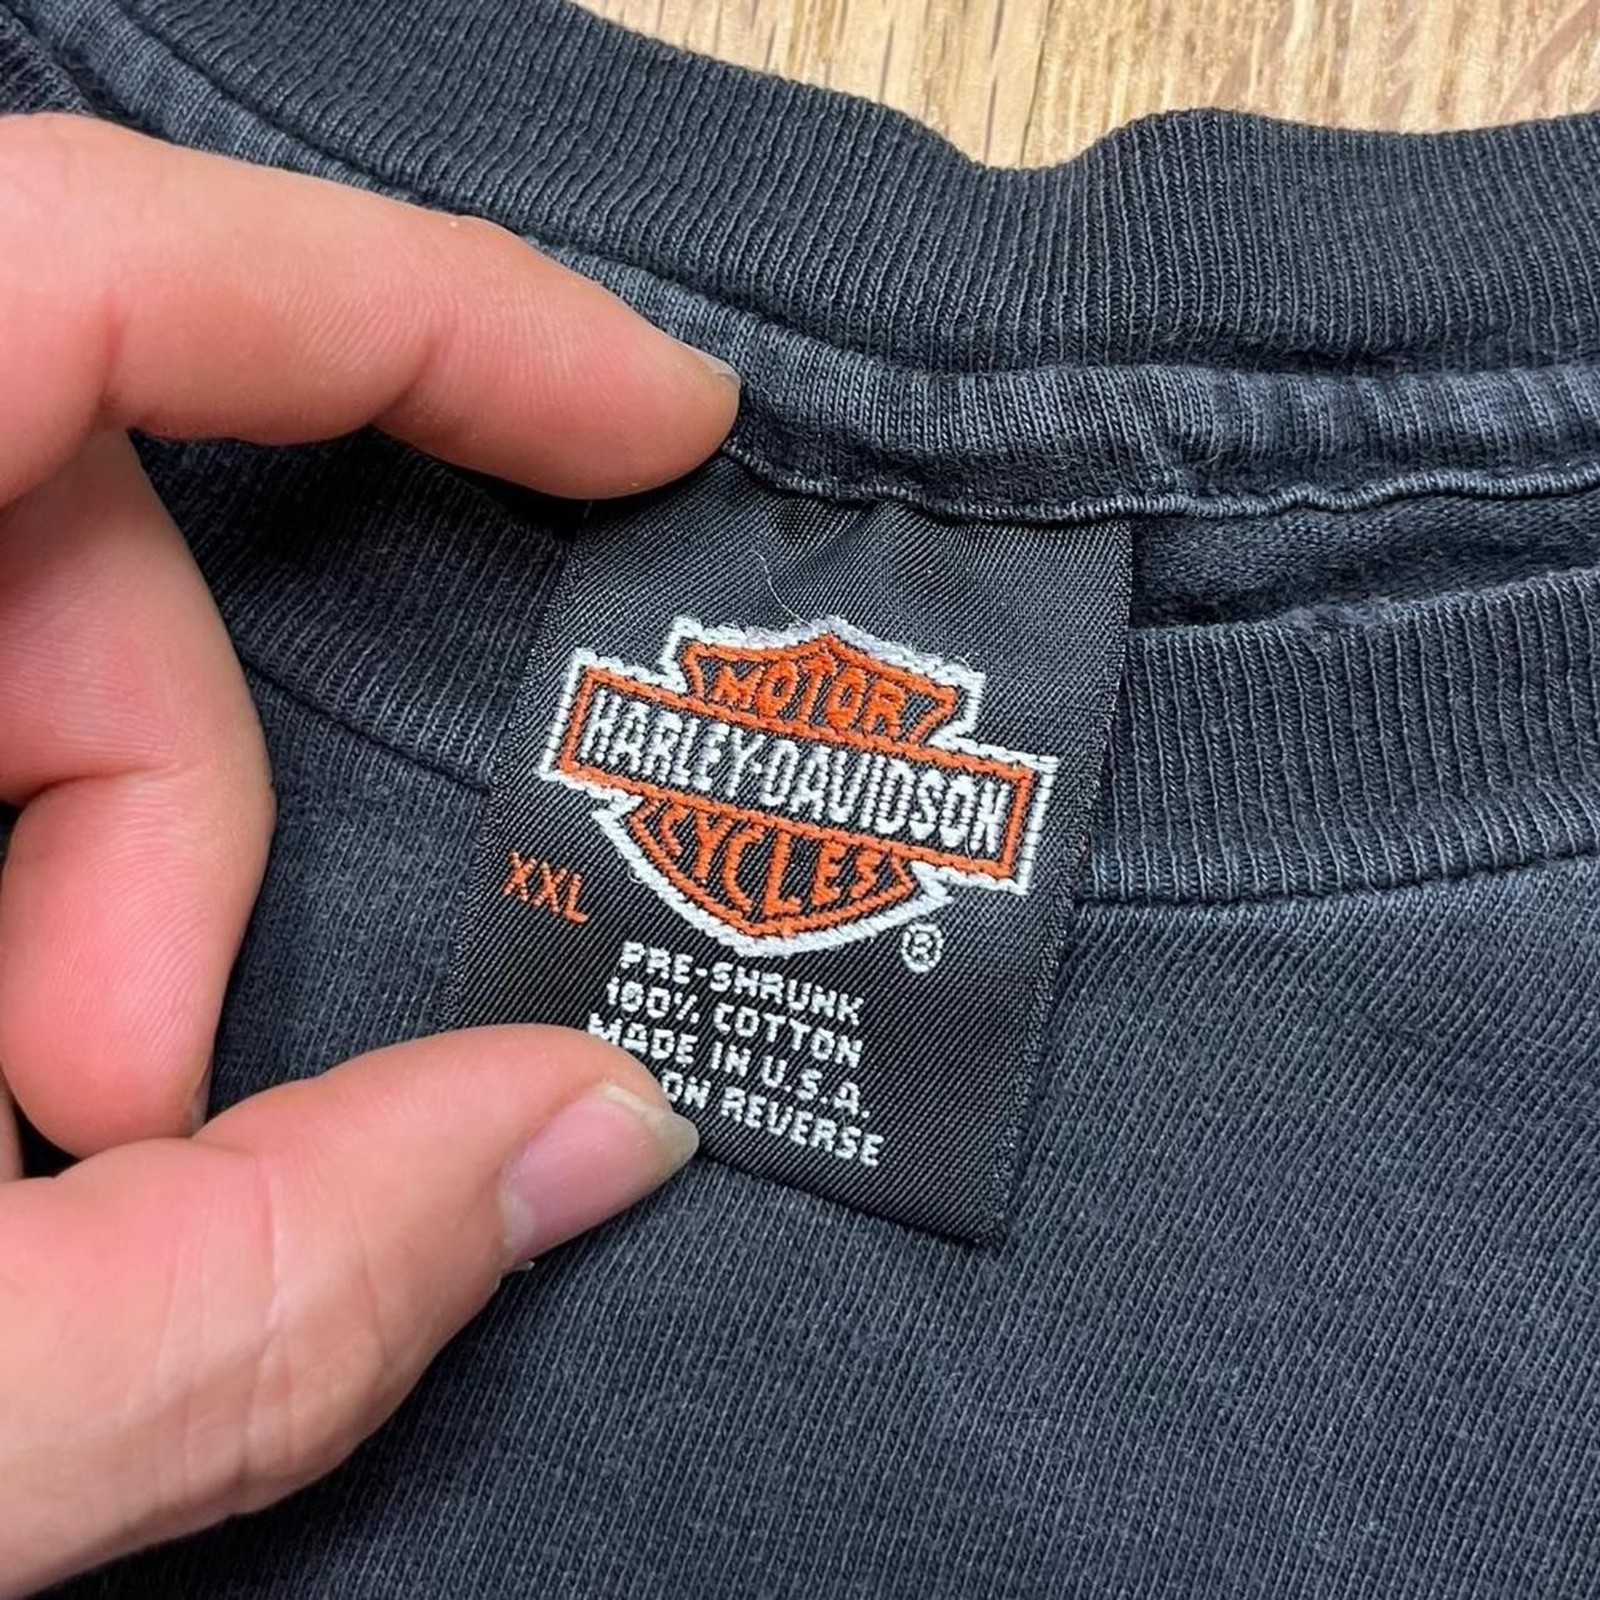 MOTOR
HARLEY-DAVIDSON
CYCLES
®
XXL
PRE-SHRUNK
100% COTTON
MADE IN U.S.A.
ON REVERSE